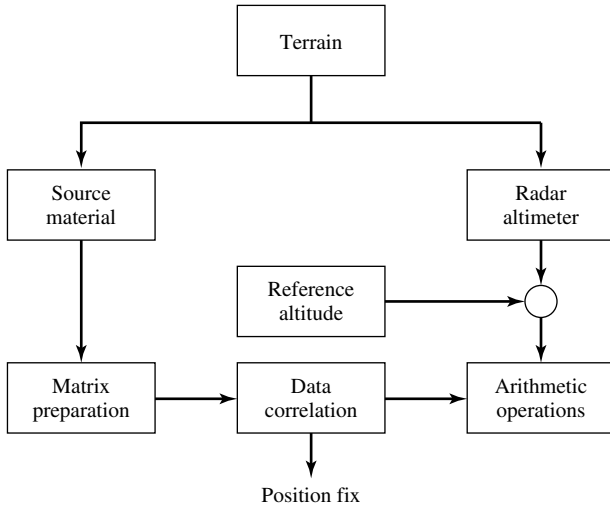 Terrain
Source
material
Radar
altimeter
Reference
altitude
Matrix
preparation
Data
correlation
Arithmetic
operations
Position fix